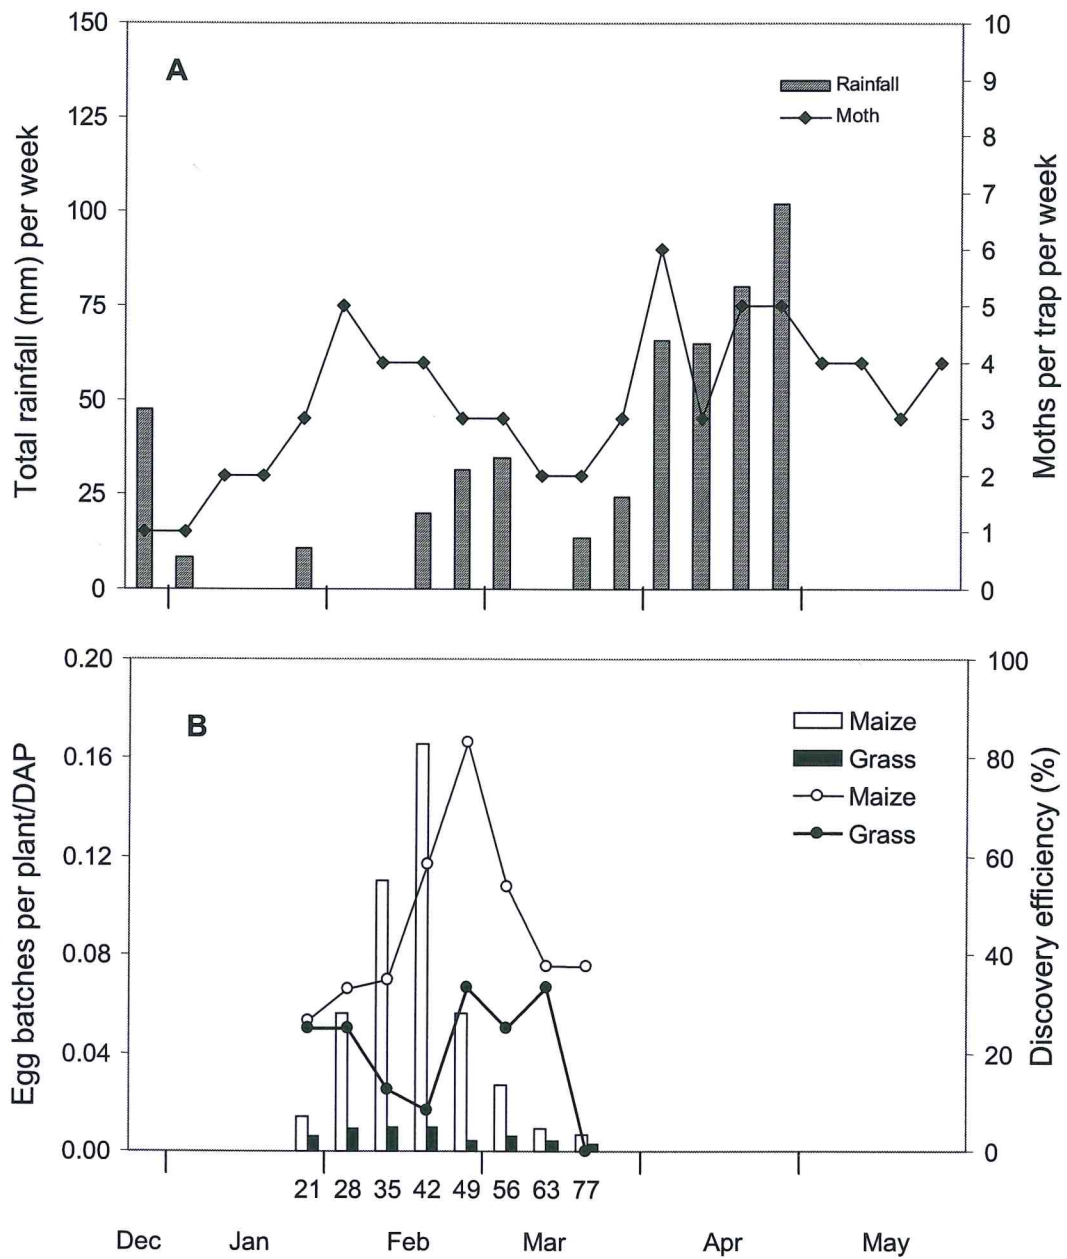 150
125
100
75
50
25
0
Total rainfall (mm) per week
A
Rainfall
Moth
10
9
8
7
6
5
4
3
2
1
0
Moths per trap per week
0.20
0.16
0.12
0.08
0.04
0.00
Egg batches per plant/DAP
B
Maize
Grass
Maize
Grass
100
80
60
40
20
0
Discovery efficiency (%)
21 28 35 42 49 56 63 77
Dec Jan Feb Mar Apr May